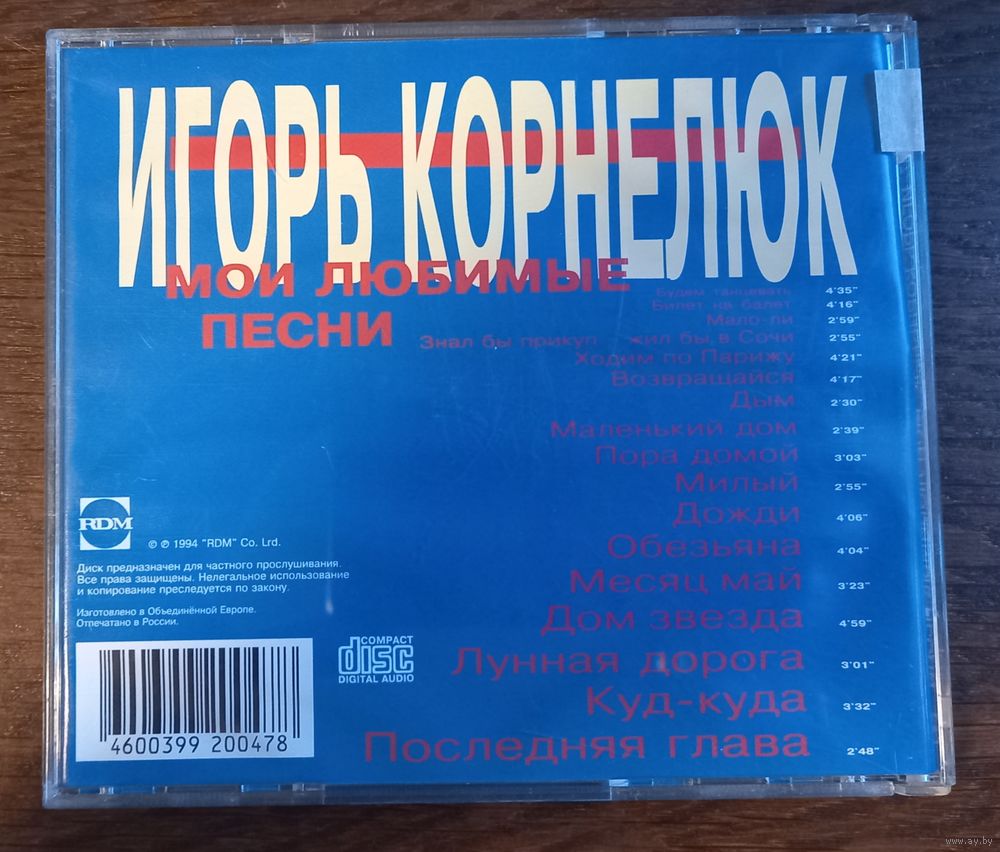 ИГОРЬ КОРНЕЛЮК
МОИ ЛЮБИМЫЕ
ПЕСНИ
Будем танцевать 4'35"
Билет на балет 4'16"
Мало-ли 2'59"
Знал бы прикуп жил бы в Сочи 2'55"
Ходим по Парижу 4'21"
Возвращайся 4'17"
Дым 2'30"
Маленький дом 2'39"
Пора домой 3'03"
Милый 2'55"
Дожди 4'06"
Обезьяна 4'04"
Месяц май 3'23"
Дом звезда 4'59"
Лунная дорога 3'01"
Куд-куда 3'32"
Последняя глава 2'48"
RDM
© ℗ 1994 "RDM" Co. Lrd.
Диск предназначен для частного прослушивания.
Все права защищены. Нелегальное использование
и копирование преследуется по закону.
Изготовлено в Объединённой Европе.
Отпечатано в России.
COMPACT
disc
DIGITAL AUDIO
4600399 200478
www.ay.by